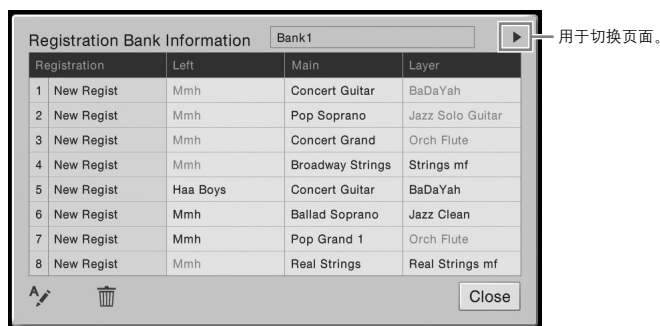 Registration Bank Information Bank1 用于切换页面。
Registration Left Main Layer
1 New Regist Mmh Concert Guitar BaDaYah
2 New Regist Mmh Pop Soprano Jazz Solo Guitar
3 New Regist Mmh Concert Grand Orch Flute
4 New Regist Mmh Broadway Strings Strings mf
5 New Regist Haa Boys Concert Guitar BaDaYah
6 New Regist Mmh Ballad Soprano Jazz Clean
7 New Regist Mmh Pop Grand 1 Orch Flute
8 New Regist Mmh Real Strings Real Strings mf
A Close